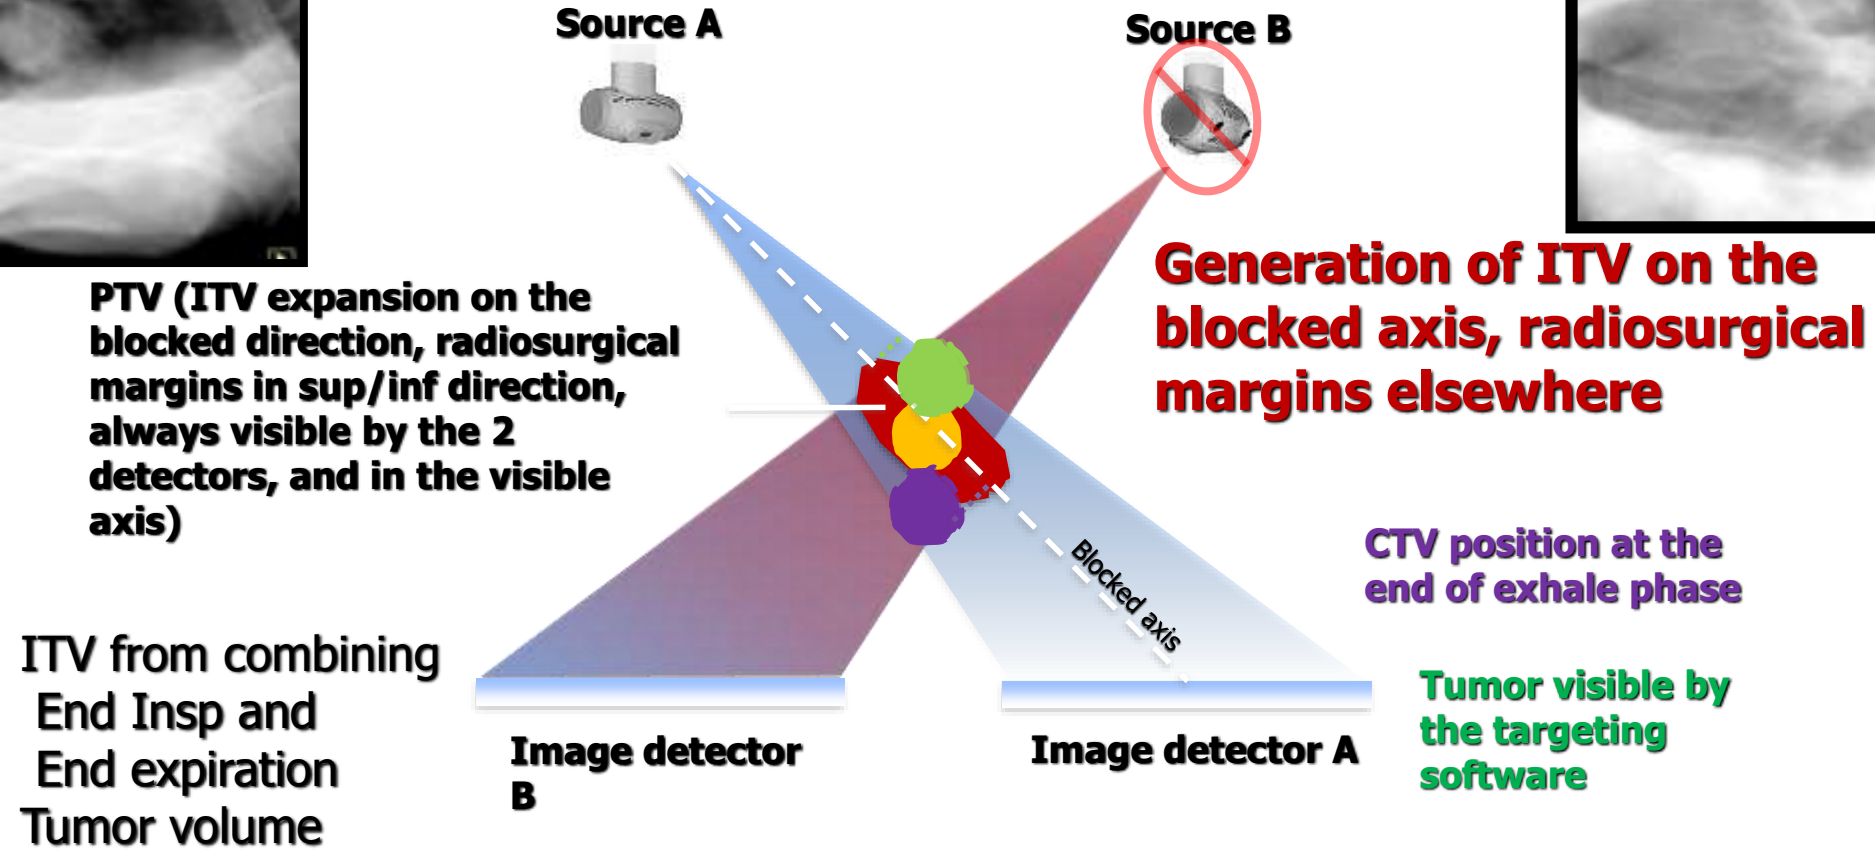 Source A
Source B
PTV (ITV expansion on the
blocked direction, radiosurgical
margins in sup/inf direction,
always visible by the 2
detectors, and in the visible
axis)
Generation of ITV on the
blocked axis, radiosurgical
margins elsewhere
Blocked axis
CTV position at the
end of exhale phase
ITV from combining
End Insp and
End expiration
Tumor volume
Tumor visible by
the targeting
software
Image detector
B
Image detector A